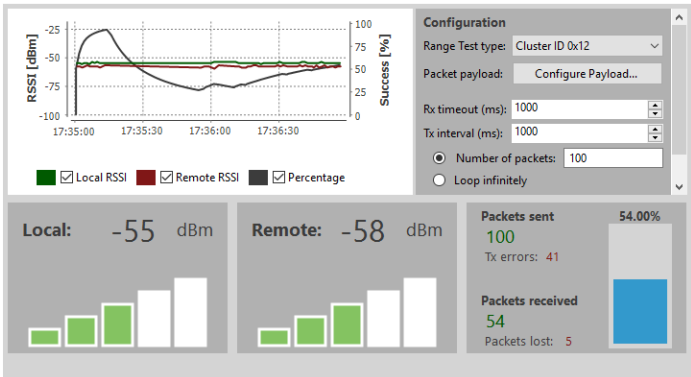 RSSI [dBm]
-25
-50
-75
-100
100
75
50
25
0
Success [%]
17:35:00 17:35:30 17:36:00 17:36:30
Local RSSI Remote RSSI Percentage
Configuration
Range Test type: Cluster ID 0x12
Packet payload: Configure Payload...
Rx timeout (ms): 1000
Tx interval (ms): 1000
Number of packets: 100
Loop infinitely
Local: -55 dBm
Remote: -58 dBm
Packets sent
100
Tx errors: 41
54.00%
Packets received
54
Packets lost: 5